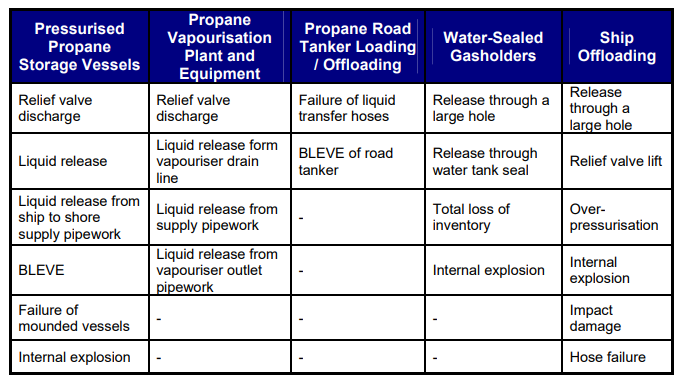 Pressurised
Propane
Storage Vessels
Propane
Vapourisation
Plant and
Equipment
Propane Road
Tanker Loading
/ Offloading
Water-Sealed
Gasholders
Ship
Offloading
Relief valve
discharge
Relief valve
discharge
Failure of liquid
transfer hoses
Release through a
large hole
Release
through a
large hole
Liquid release
Liquid release form
vapouriser drain
line
BLEVE of road
tanker
Release through
water tank seal
Relief valve lift
Liquid release from
ship to shore
supply pipework
Liquid release from
supply pipework
-
Total loss of
inventory
Over-
pressurisation
BLEVE
Liquid release from
vapouriser outlet
pipework
-
Internal explosion
Internal
explosion
Failure of
mounded vessels
-
-
-
Impact
damage
Internal explosion
-
-
-
Hose failure